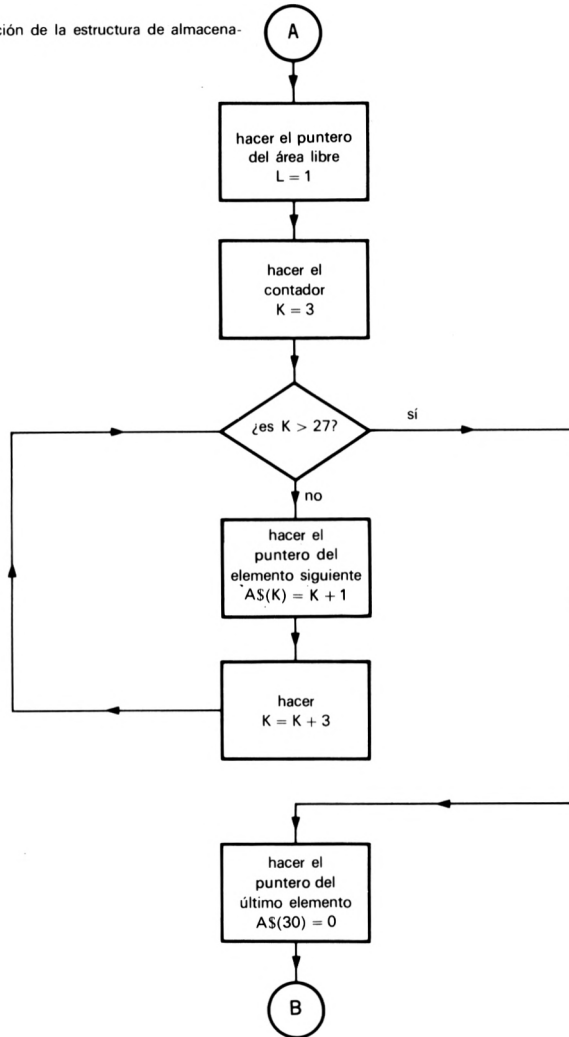 ción de la estructura de almacena-
A
hacer el puntero
del área libre
L = 1
hacer el
contador
K = 3
¿es K > 27?
sí
no
hacer el
puntero del
elemento siguiente
A$(K) = K + 1
hacer
K = K + 3
hacer el
puntero del
último elemento
A$(30) = 0
B